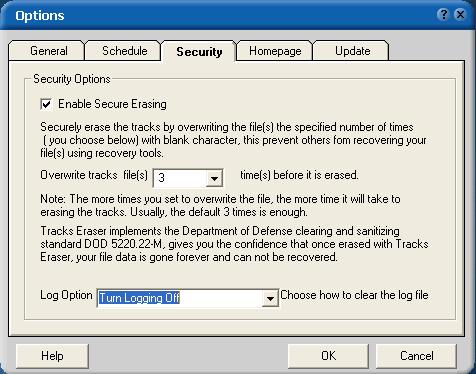 Options
General Schedule Security Homepage Update
Security Options
Enable Secure Erasing
Securely erase the tracks by overwriting the file(s) the specified number of times
( you choose below) with blank character, this prevent others fom recovering your
file(s) using recovery tools.
Overwrite tracks file(s) 3 time(s) before it is erased.
Note: The more times you set to overwrite the file, the more time it will take to
erasing the tracks. Usually, the default 3 times is enough.
Tracks Eraser implements the Department of Defense clearing and sanitizing
standard DOD 5220.22-M, gives you the confidence that once erased with Tracks
Eraser, your file data is gone forever and can not be recovered.
Log Option Turn Logging Off Choose how to clear the log file
Help OK Cancel